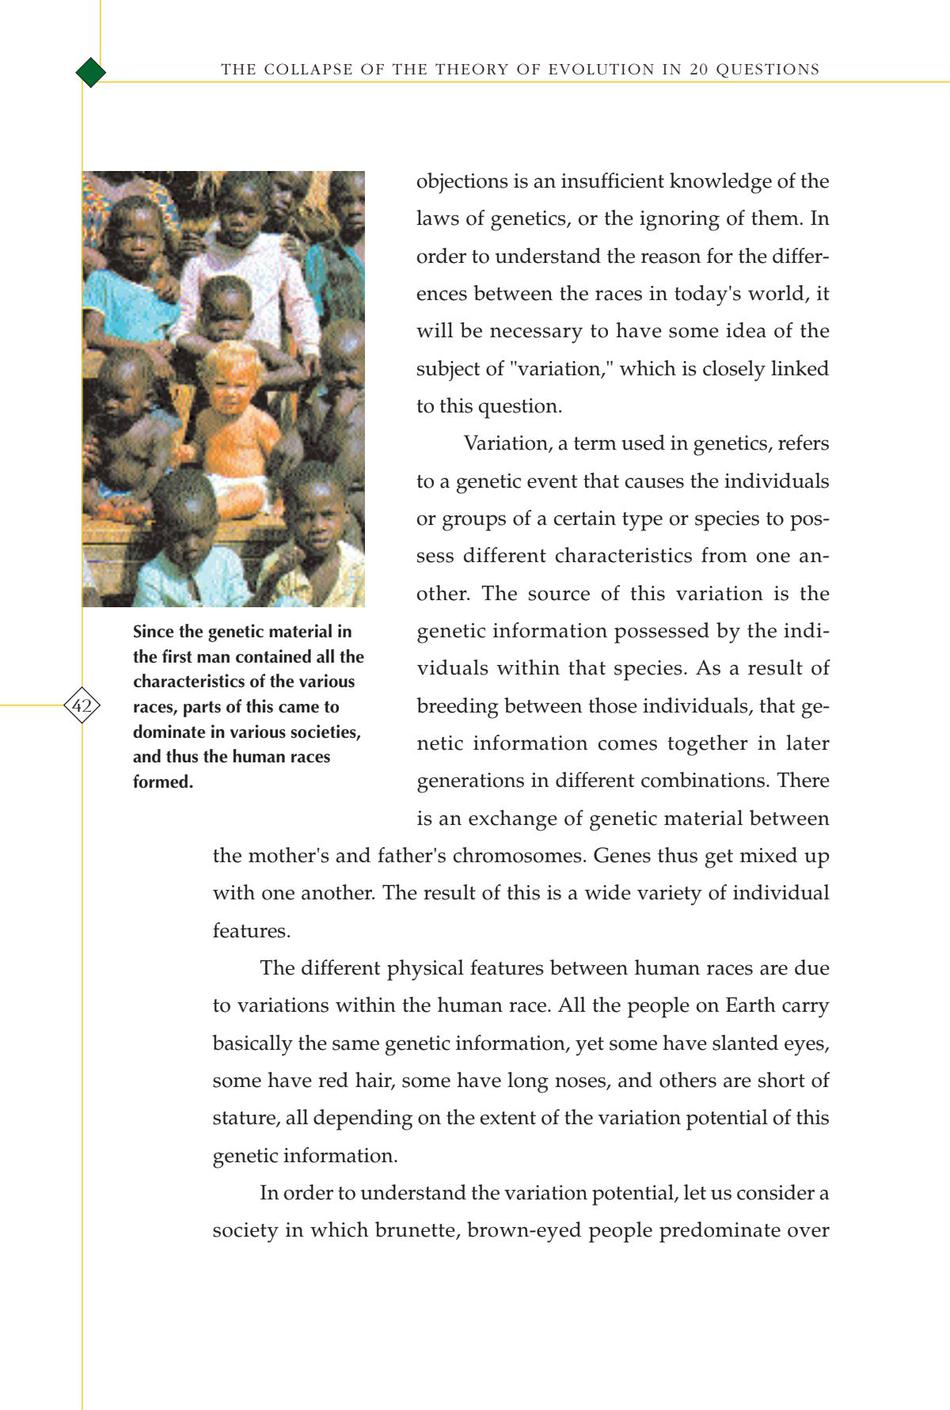 THE COLLAPSE OF THE THEORY OF EVOLUTION IN 20 QUESTIONS
objections is an insufficient knowledge of the
laws of genetics, or the ignoring of them. In
order to understand the reason for the differ-
ences between the races in today's world, it
will be necessary to have some idea of the
subject of "variation," which is closely linked
to this question.
Variation, a term used in genetics, refers
to a genetic event that causes the individuals
or groups of a certain type or species to pos-
sess different characteristics from one an-
other. The source of this variation is the
genetic information possessed by the indi-
viduals within that species. As a result of
breeding between those individuals, that ge-
netic information comes together in later
generations in different combinations. There
is an exchange of genetic material between
the mother's and father's chromosomes. Genes thus get mixed up
with one another. The result of this is a wide variety of individual
features.
The different physical features between human races are due
to variations within the human race. All the people on Earth carry
basically the same genetic information, yet some have slanted eyes,
some have red hair, some have long noses, and others are short of
stature, all depending on the extent of the variation potential of this
genetic information.
In order to understand the variation potential, let us consider a
society in which brunette, brown-eyed people predominate over
Since the genetic material in
the first man contained all the
characteristics of the various
races, parts of this came to
dominate in various societies,
and thus the human races
formed.
42